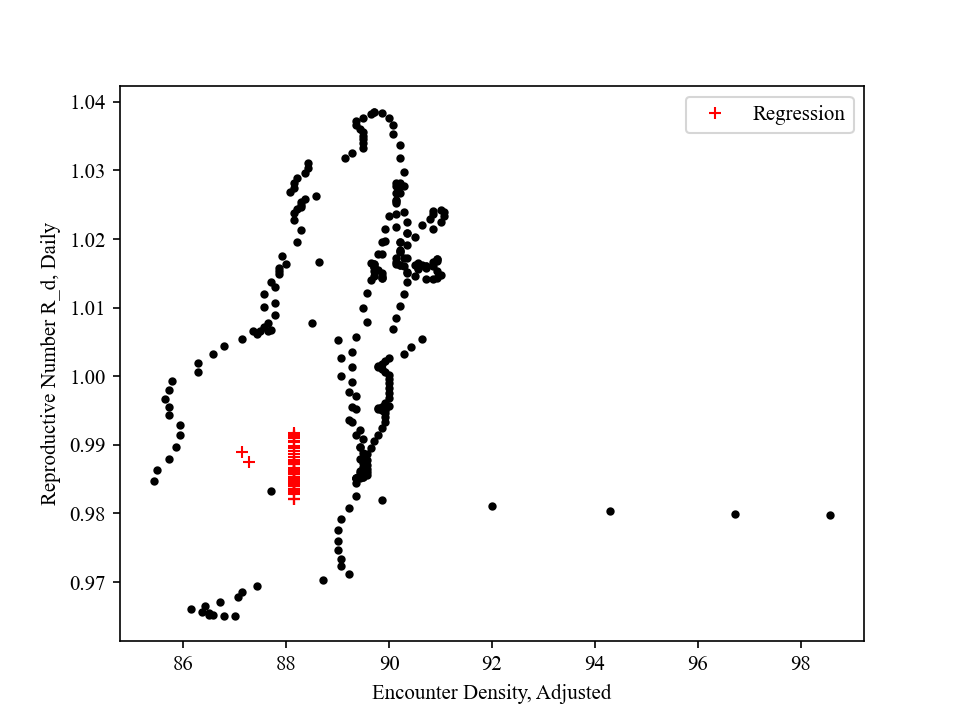 Regression
1.04
1.03
1.02
1.01
1.00
0.99
0.98
0.97
Reproductive Number R_d, Daily
86 88 90 92 94 96 98
Encounter Density, Adjusted